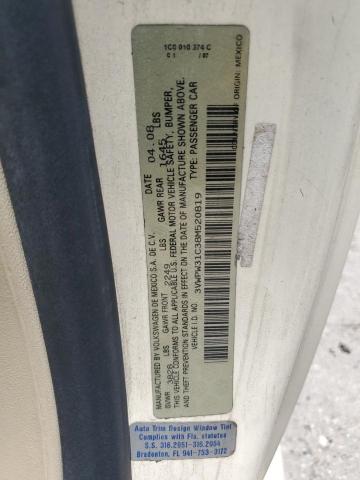 1C0 010 374 C
MANUFACTURED BY VOLKSWAGEN DE MEXICO S.A. DE C.V. DATE 04.08
GVWR 3828 LBS GAWR FRONT 2249 LBS GAWR REAR 1645 LBS
THIS VEHICLE CONFORMS TO ALL APPLICABLE U.S. FEDERAL MOTOR VEHICLE SAFETY, BUMPER,
AND THEFT PREVENTION STANDARDS IN EFFECT ON THE DATE OF MANUFACTURE SHOWN ABOVE.
VEHICLE I.D. NO.: 3VWPW31C38M520819 TYPE: PASSENGER CAR
ORIGIN: MEXICO
Auto Trim Design Window Tint
Complies with Fla. statutes
S.S. 316.2951-316.2954
Bradenton, FL 941-753-3172